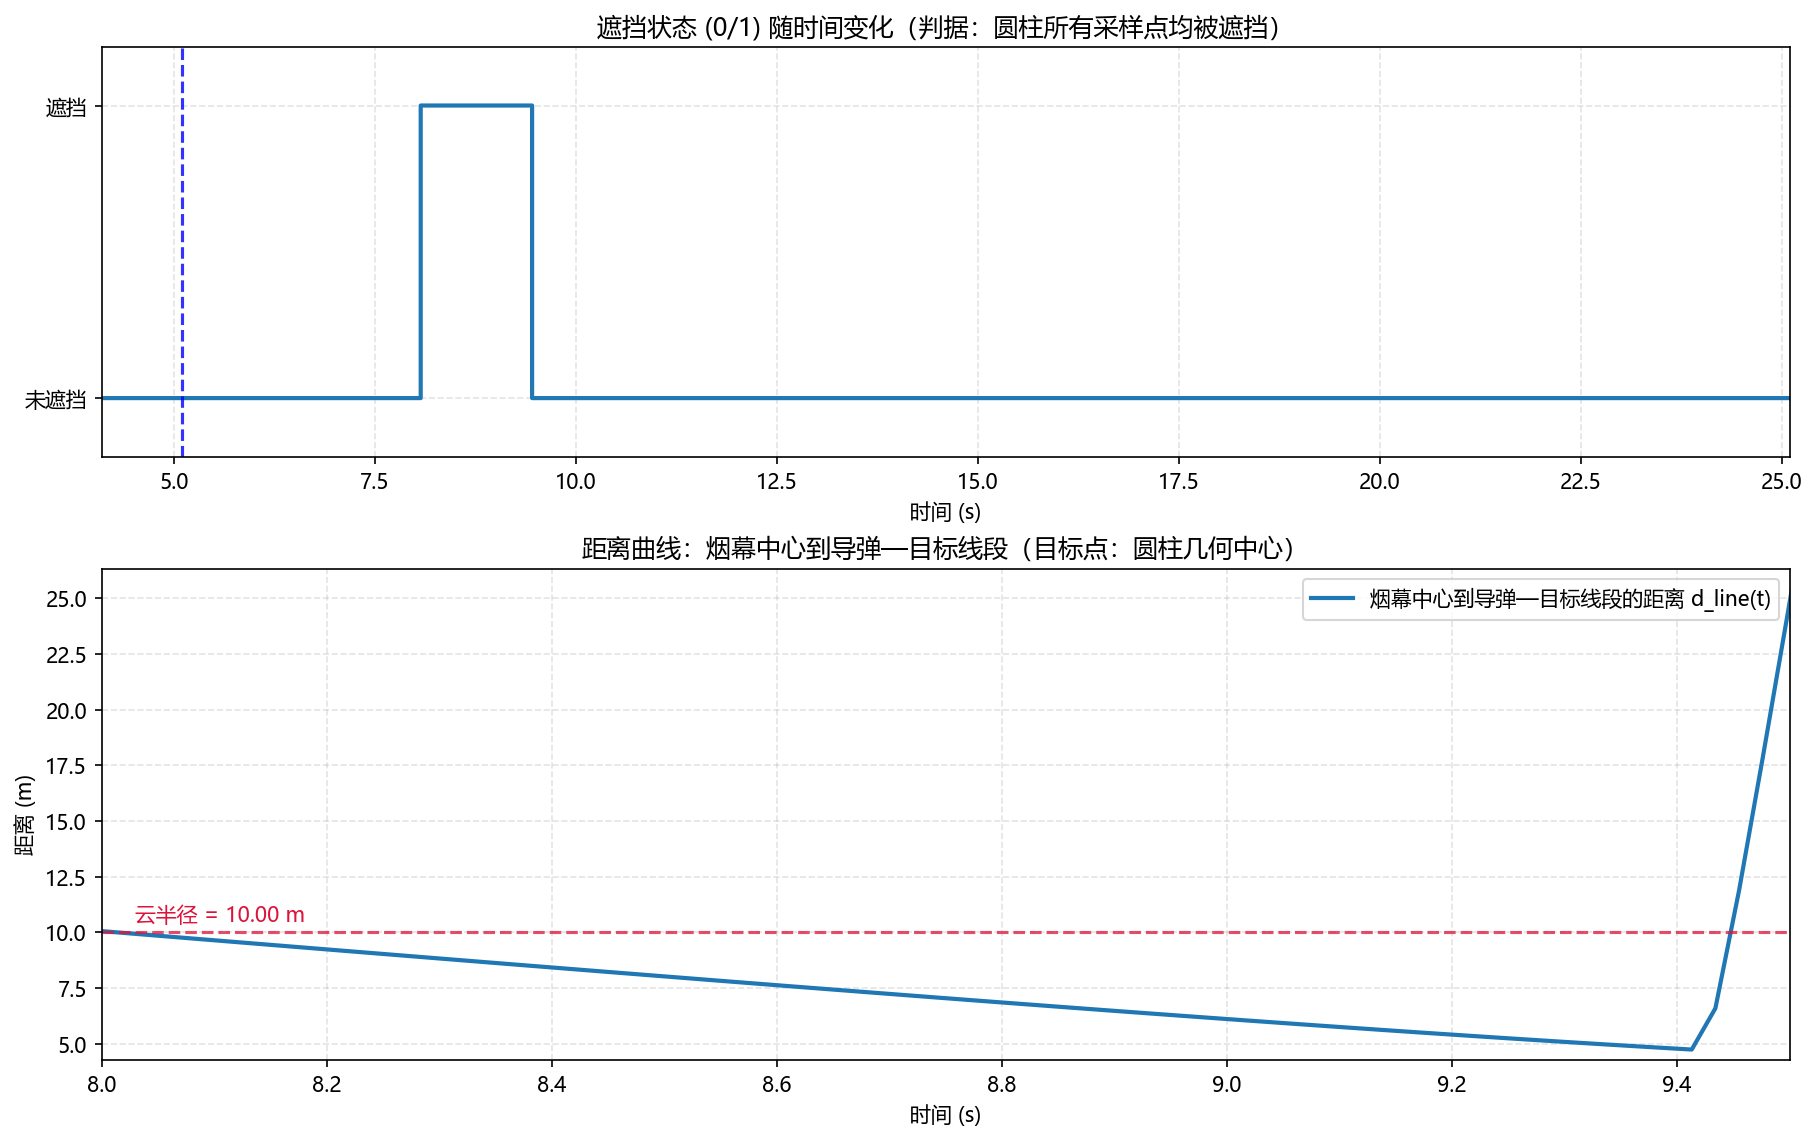 遮挡状态 (0/1) 随时间变化（判据：圆柱所有采样点均被遮挡）
遮挡
未遮挡
5.0 7.5 10.0 12.5 15.0 17.5 20.0 22.5 25.0
时间 (s)
距离曲线：烟幕中心到导弹—目标线段（目标点：圆柱几何中心）
烟幕中心到导弹—目标线段的距离 d_line(t)
距离 (m)
25.0
22.5
20.0
17.5
15.0
12.5
10.0
7.5
5.0
云半径 = 10.00 m
8.0 8.2 8.4 8.6 8.8 9.0 9.2 9.4
时间 (s)